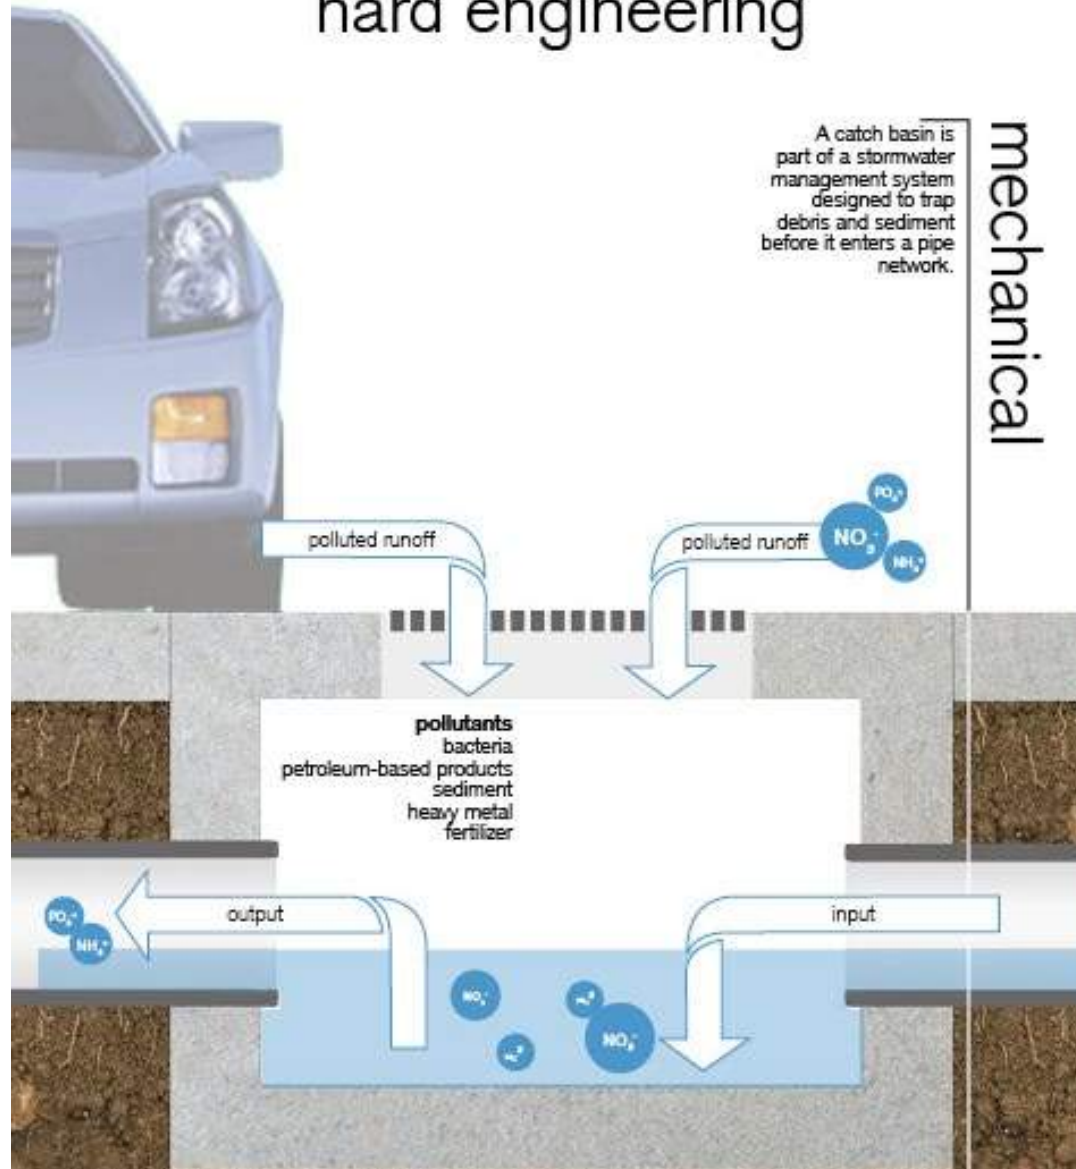 hard engineering
mechanical
A catch basin is
part of a stormwater
management system
designed to trap
debris and sediment
before it enters a pipe
network.
polluted runoff
polluted runoff
NO₃⁻
pollutants
bacteria
petroleum-based products
sediment
heavy metal
fertilizer
output
input
NO₃⁻